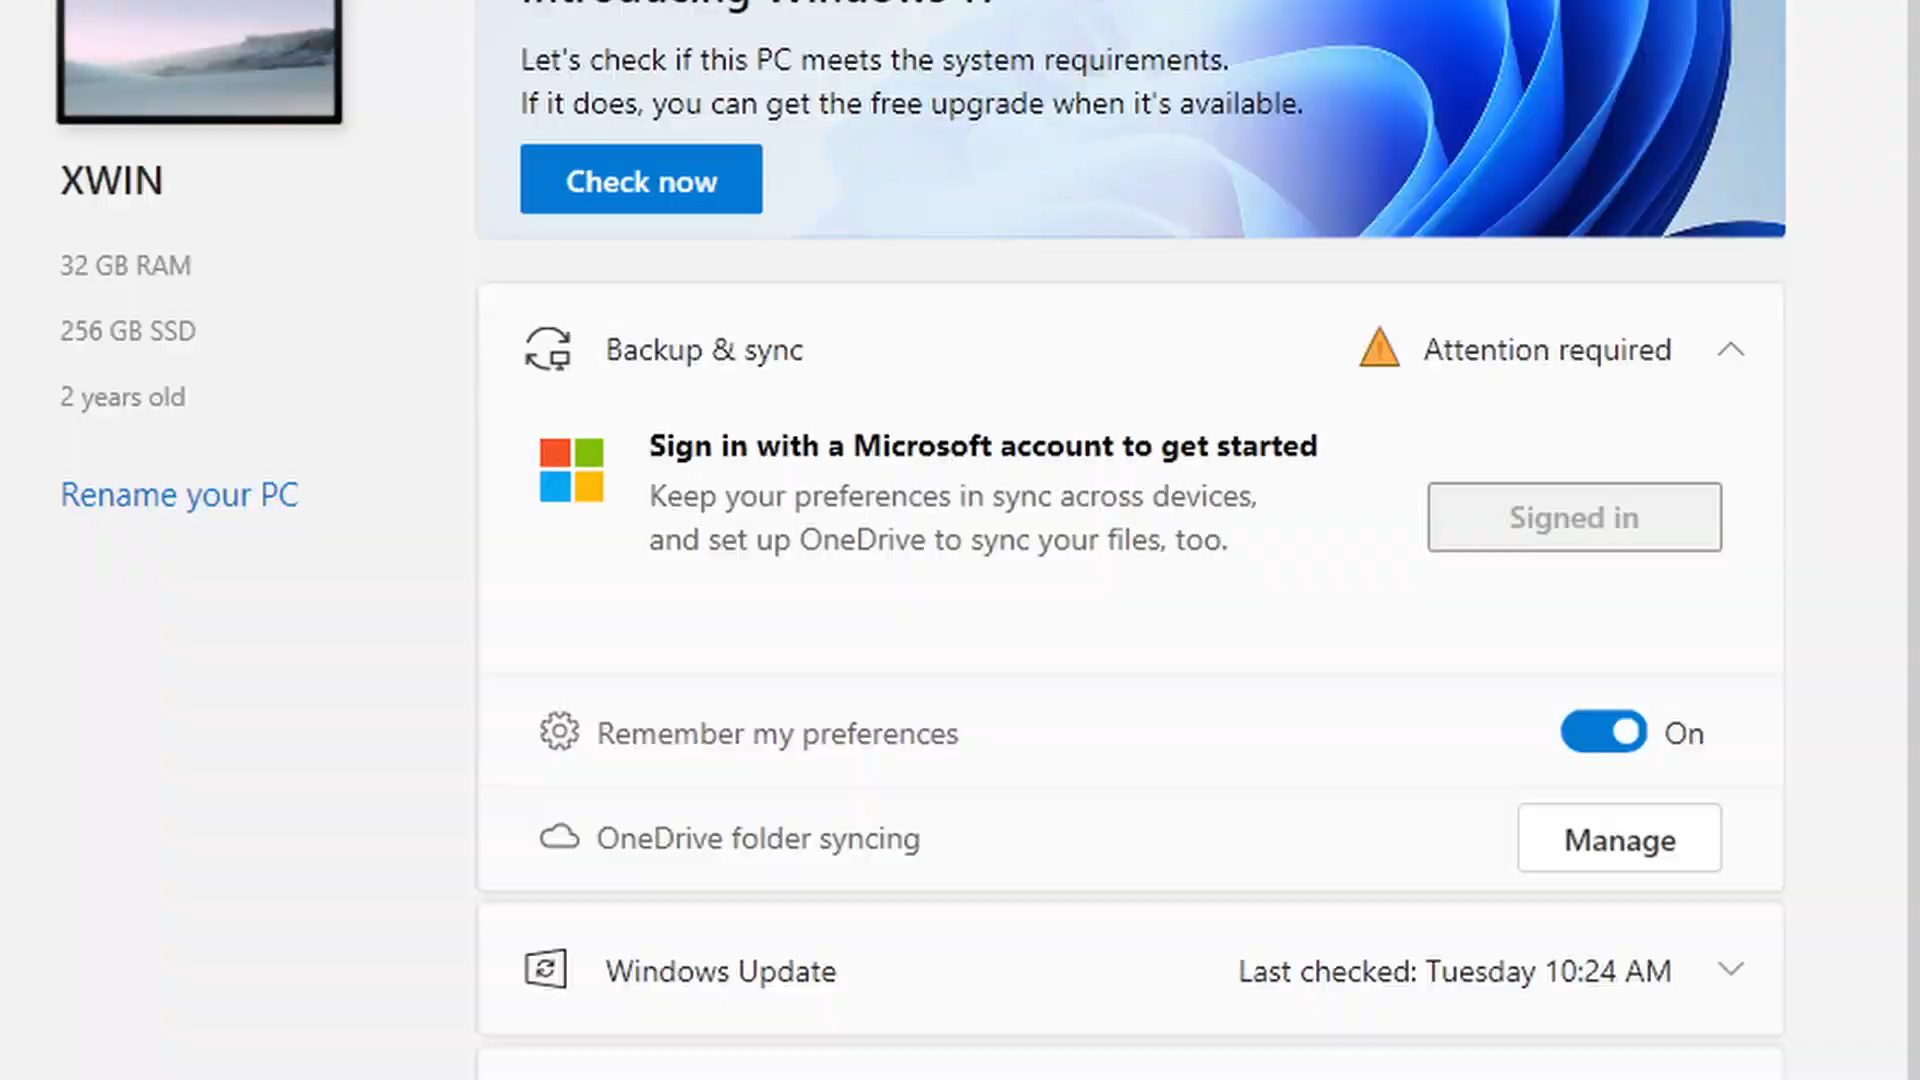 Introducing Windows 11
Let's check if this PC meets the system requirements.
If it does, you can get the free upgrade when it's available.
Check now
XWIN
32 GB RAM
256 GB SSD
2 years old
Rename your PC
Backup & sync
Attention required
Sign in with a Microsoft account to get started
Keep your preferences in sync across devices,
and set up OneDrive to sync your files, too.
Signed in
Remember my preferences
On
OneDrive folder syncing
Manage
Windows Update
Last checked: Tuesday 10:24 AM